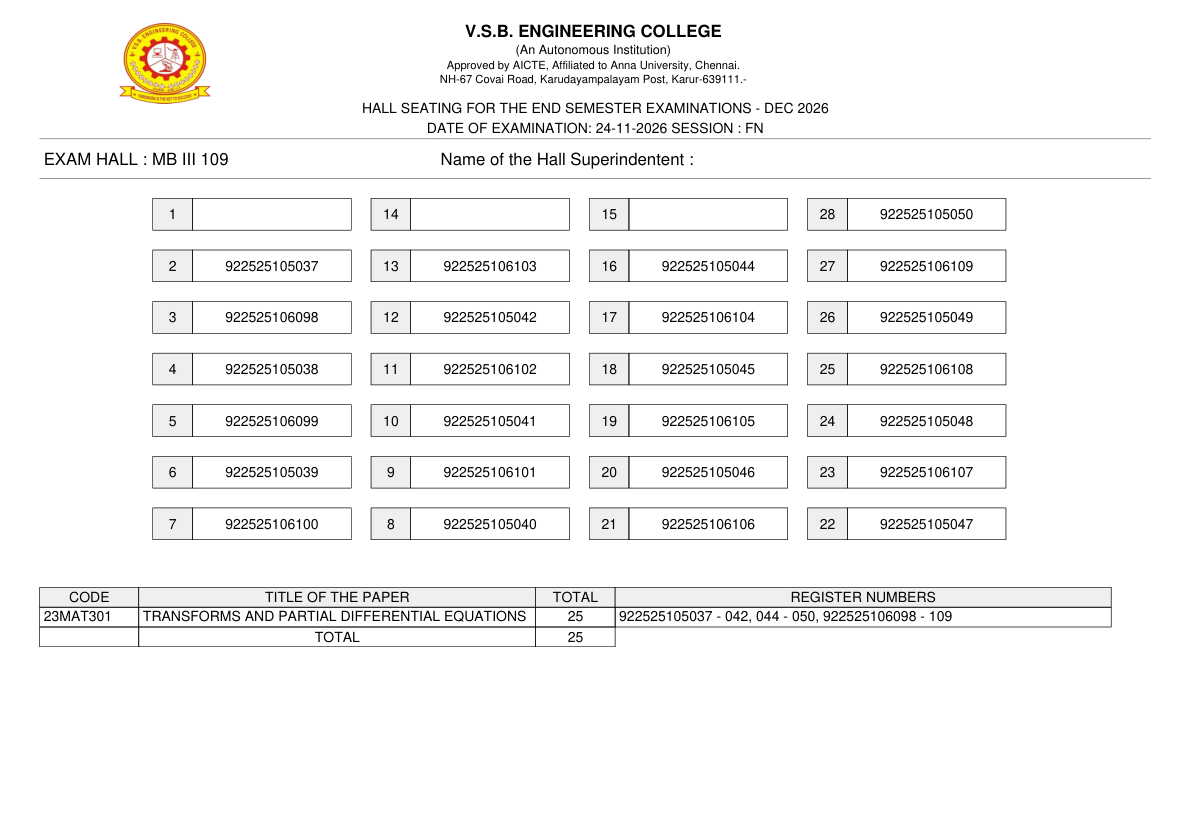 V.S.B. ENGINEERING COLLEGE
(An Autonomous Institution)
Approved by AICTE, Affiliated to Anna University, Chennai.
NH-67 Covai Road, Karudayampalayam Post, Karur-639111.-
HALL SEATING FOR THE END SEMESTER EXAMINATIONS - DEC 2026
DATE OF EXAMINATION: 24-11-2026 SESSION : FN
EXAM HALL : MB III 109 Name of the Hall Superintendent :
1 14 15 28 922525105050
2 922525105037 13 922525106103 16 922525105044 27 922525106109
3 922525106098 12 922525105042 17 922525106104 26 922525105049
4 922525105038 11 922525106102 18 922525105045 25 922525106108
5 922525106099 10 922525105041 19 922525106105 24 922525105048
6 922525105039 9 922525106101 20 922525105046 23 922525106107
7 922525106100 8 922525105040 21 922525106106 22 922525105047
CODE TITLE OF THE PAPER TOTAL REGISTER NUMBERS
23MAT301 TRANSFORMS AND PARTIAL DIFFERENTIAL EQUATIONS 25 922525105037 - 042, 044 - 050, 922525106098 - 109
TOTAL 25